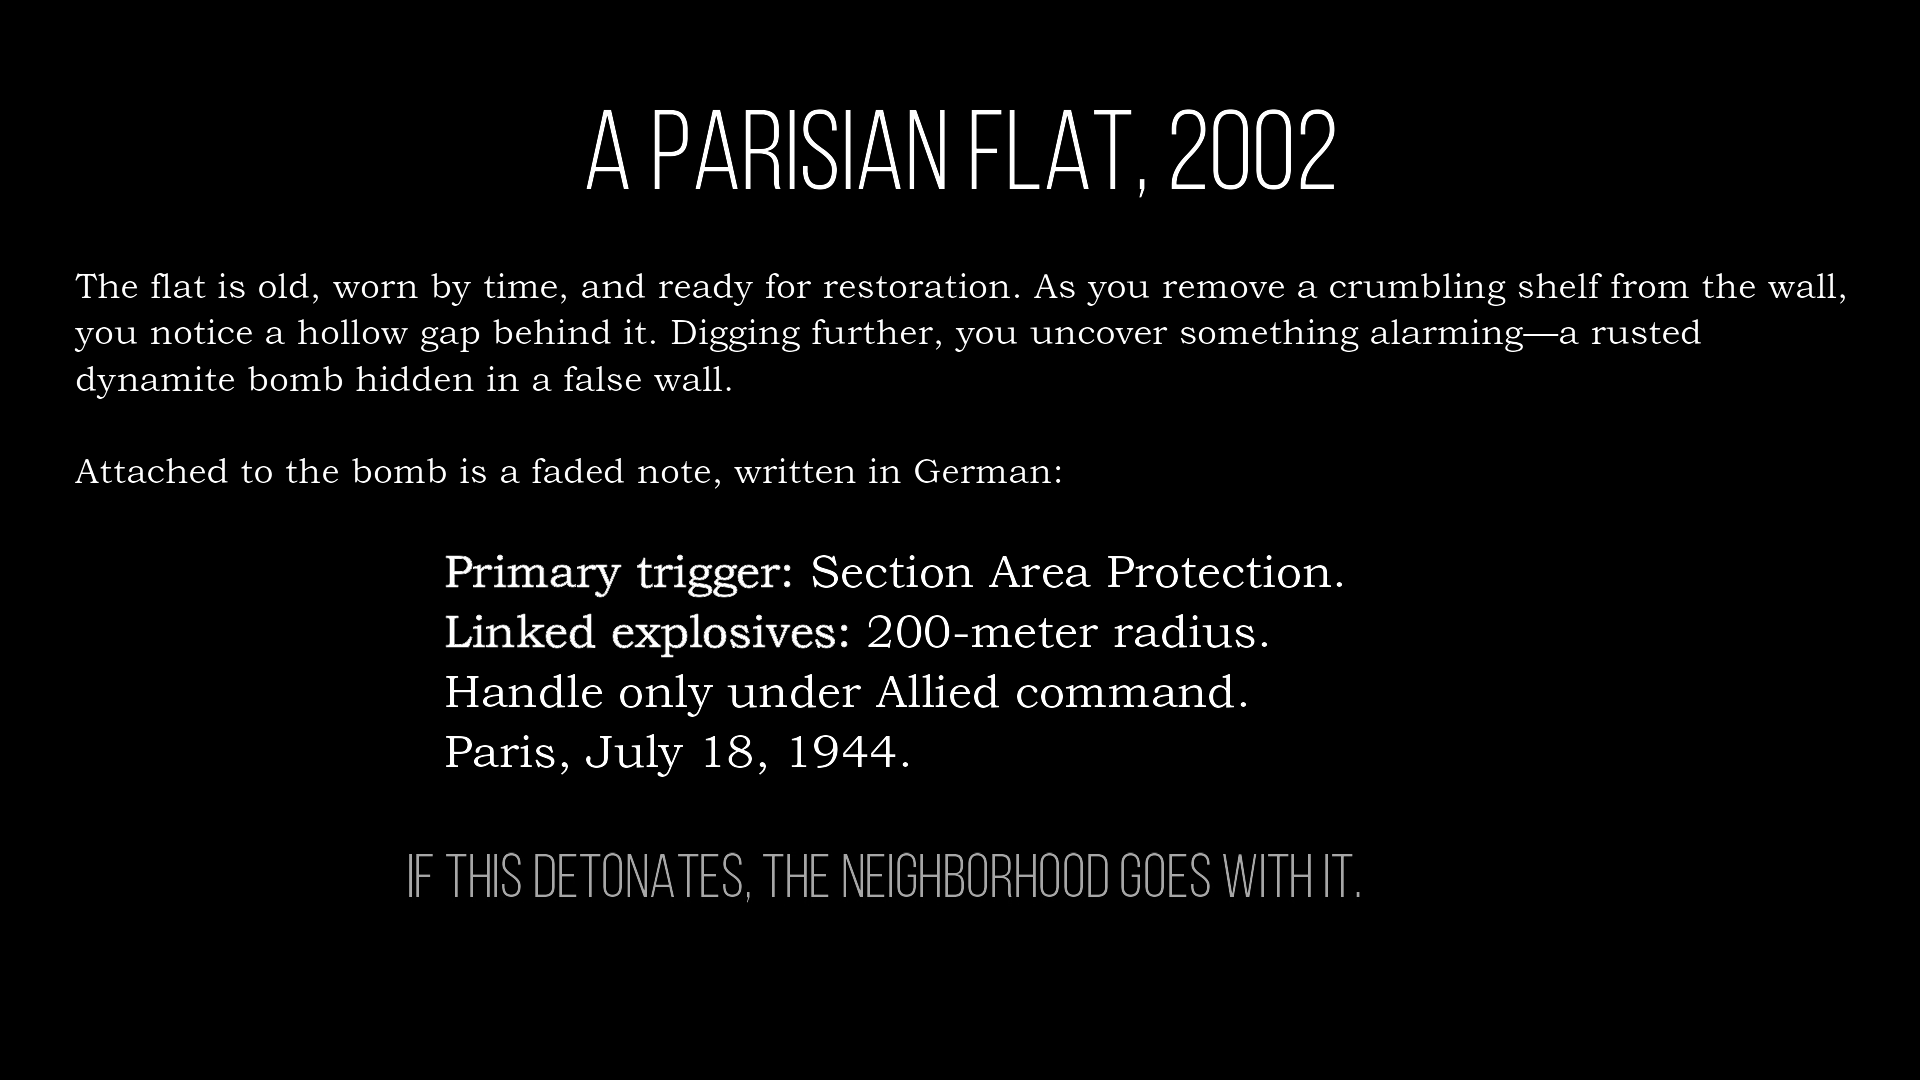 A PARISIAN FLAT, 2002
The flat is old, worn by time, and ready for restoration. As you remove a crumbling shelf from the wall,
you notice a hollow gap behind it. Digging further, you uncover something alarming—a rusted
dynamite bomb hidden in a false wall.
Attached to the bomb is a faded note, written in German:
Primary trigger: Section Area Protection.
Linked explosives: 200-meter radius.
Handle only under Allied command.
Paris, July 18, 1944.
IF THIS DETONATES, THE NEIGHBORHOOD GOES WITH IT.